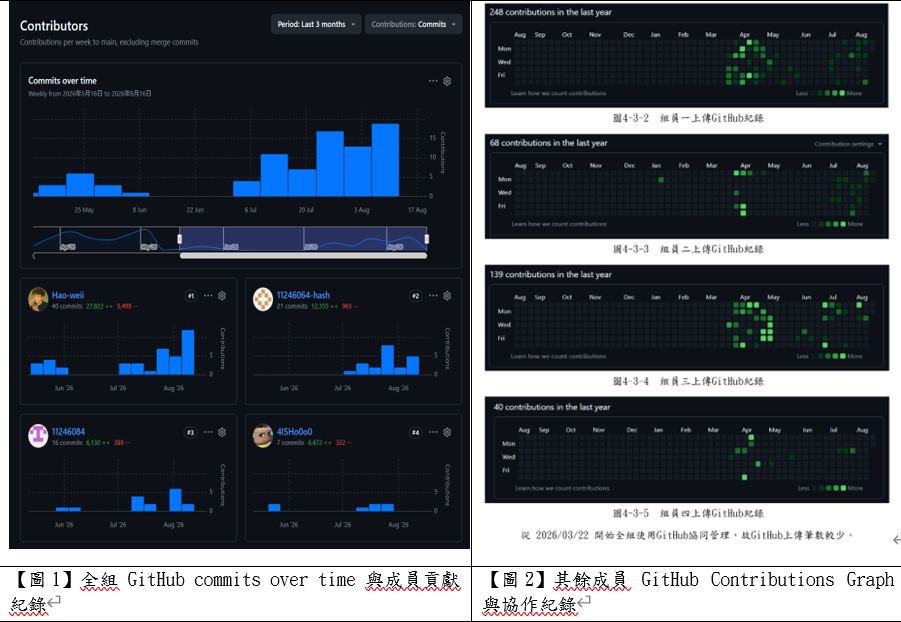 Contributors
Contributions per week to main, excluding merge commits
Period: Last 3 months
Contributions: Commits
Commits over time
Weekly from 2026年5月16日 to 2026年8月16日
15
10
5
0
Contributions
25 May
8 Jun
22 Jun
6 Jul
20 Jul
3 Aug
17 Aug
Hao-weii
#1
40 commits 27,822 ++ 5,499 --
5
0
Contributions
Jun '26
Jul '26
Aug '26
11246064-hash
#2
21 commits 12,355 ++ 965 --
5
0
Contributions
Jun '26
Jul '26
Aug '26
11246084
#3
16 commits 6,130 ++ 389 --
5
0
Contributions
Jun '26
Jul '26
Aug '26
4ISHo0o0
#4
7 commits 6,472 ++ 322 --
5
0
Contributions
Jun '26
Jul '26
Aug '26
【圖 1】全組 GitHub commits over time 與成員貢獻
紀錄
248 contributions in the last year
Aug Sep Oct Nov Dec Jan Feb Mar Apr May Jun Jul Aug
Mon
Wed
Fri
Learn how we count contributions
Less More
圖4-3-2 組員一上傳GitHub紀錄
68 contributions in the last year
Contribution settings
Aug Sep Oct Nov Dec Jan Feb Mar Apr May Jun Jul Aug
Mon
Wed
Fri
Learn how we count contributions
Less More
圖4-3-3 組員二上傳GitHub紀錄
139 contributions in the last year
Aug Sep Oct Nov Dec Jan Feb Mar Apr May Jun Jul Aug
Mon
Wed
Fri
Learn how we count contributions
Less More
圖4-3-4 組員三上傳GitHub紀錄
40 contributions in the last year
Aug Sep Oct Nov Dec Jan Feb Mar Apr May Jun Jul Aug
Mon
Wed
Fri
Learn how we count contributions
Less More
圖4-3-5 組員四上傳GitHub紀錄
從 2026/03/22 開始全組使用GitHub協同管理，故GitHub上傳筆數較少。
【圖 2】其餘成員 GitHub Contributions Graph
與協作紀錄